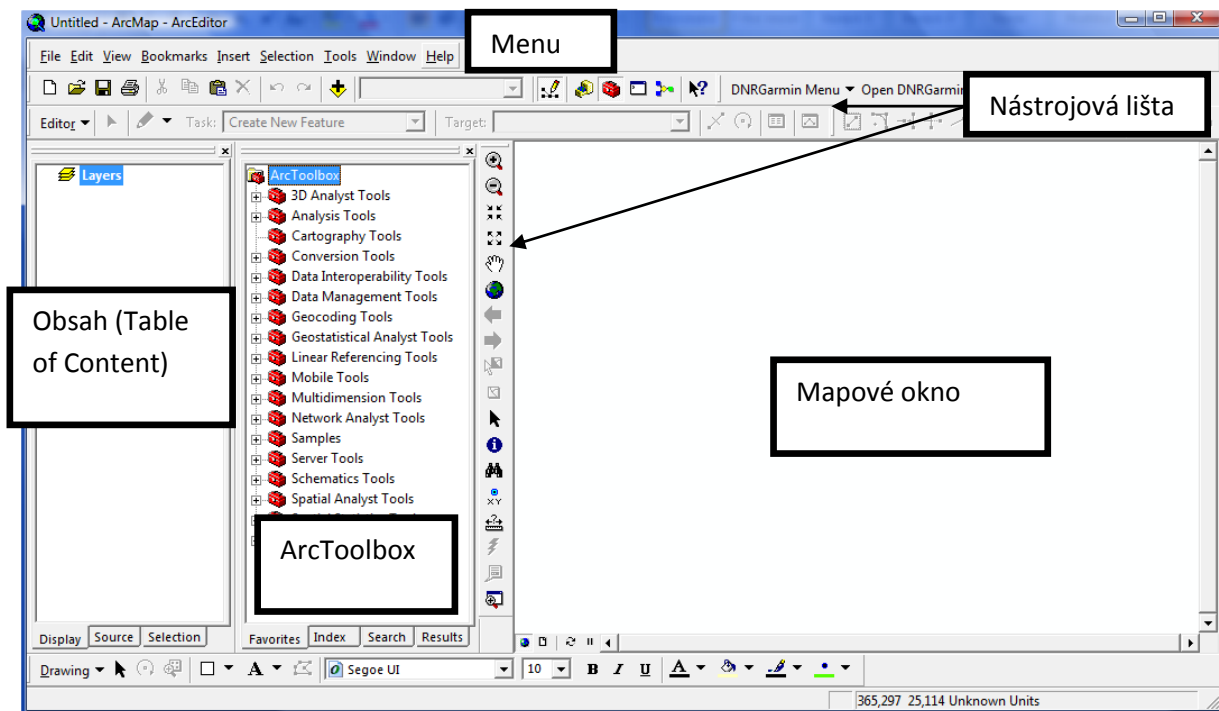 Untitled - ArcMap - ArcEditor
File Edit View Bookmarks Insert Selection Tools Window Help
Menu
DNRGarmin Menu Open DNRGarmin
Nástrojová lišta
Editor Task: Create New Feature Target:
Layers
ArcToolbox
3D Analyst Tools
Analysis Tools
Cartography Tools
Conversion Tools
Data Interoperability Tools
Data Management Tools
Geocoding Tools
Geostatistical Analyst Tools
Linear Referencing Tools
Mobile Tools
Multidimension Tools
Network Analyst Tools
Samples
Server Tools
Schematics Tools
Spatial Analyst Tools
Obsah (Table
of Content)
ArcToolbox
XY
Mapové okno
Display Source Selection
Favorites Index Search Results
Drawing A Segoe UI 10 B I U A
365,297 25,114 Unknown Units